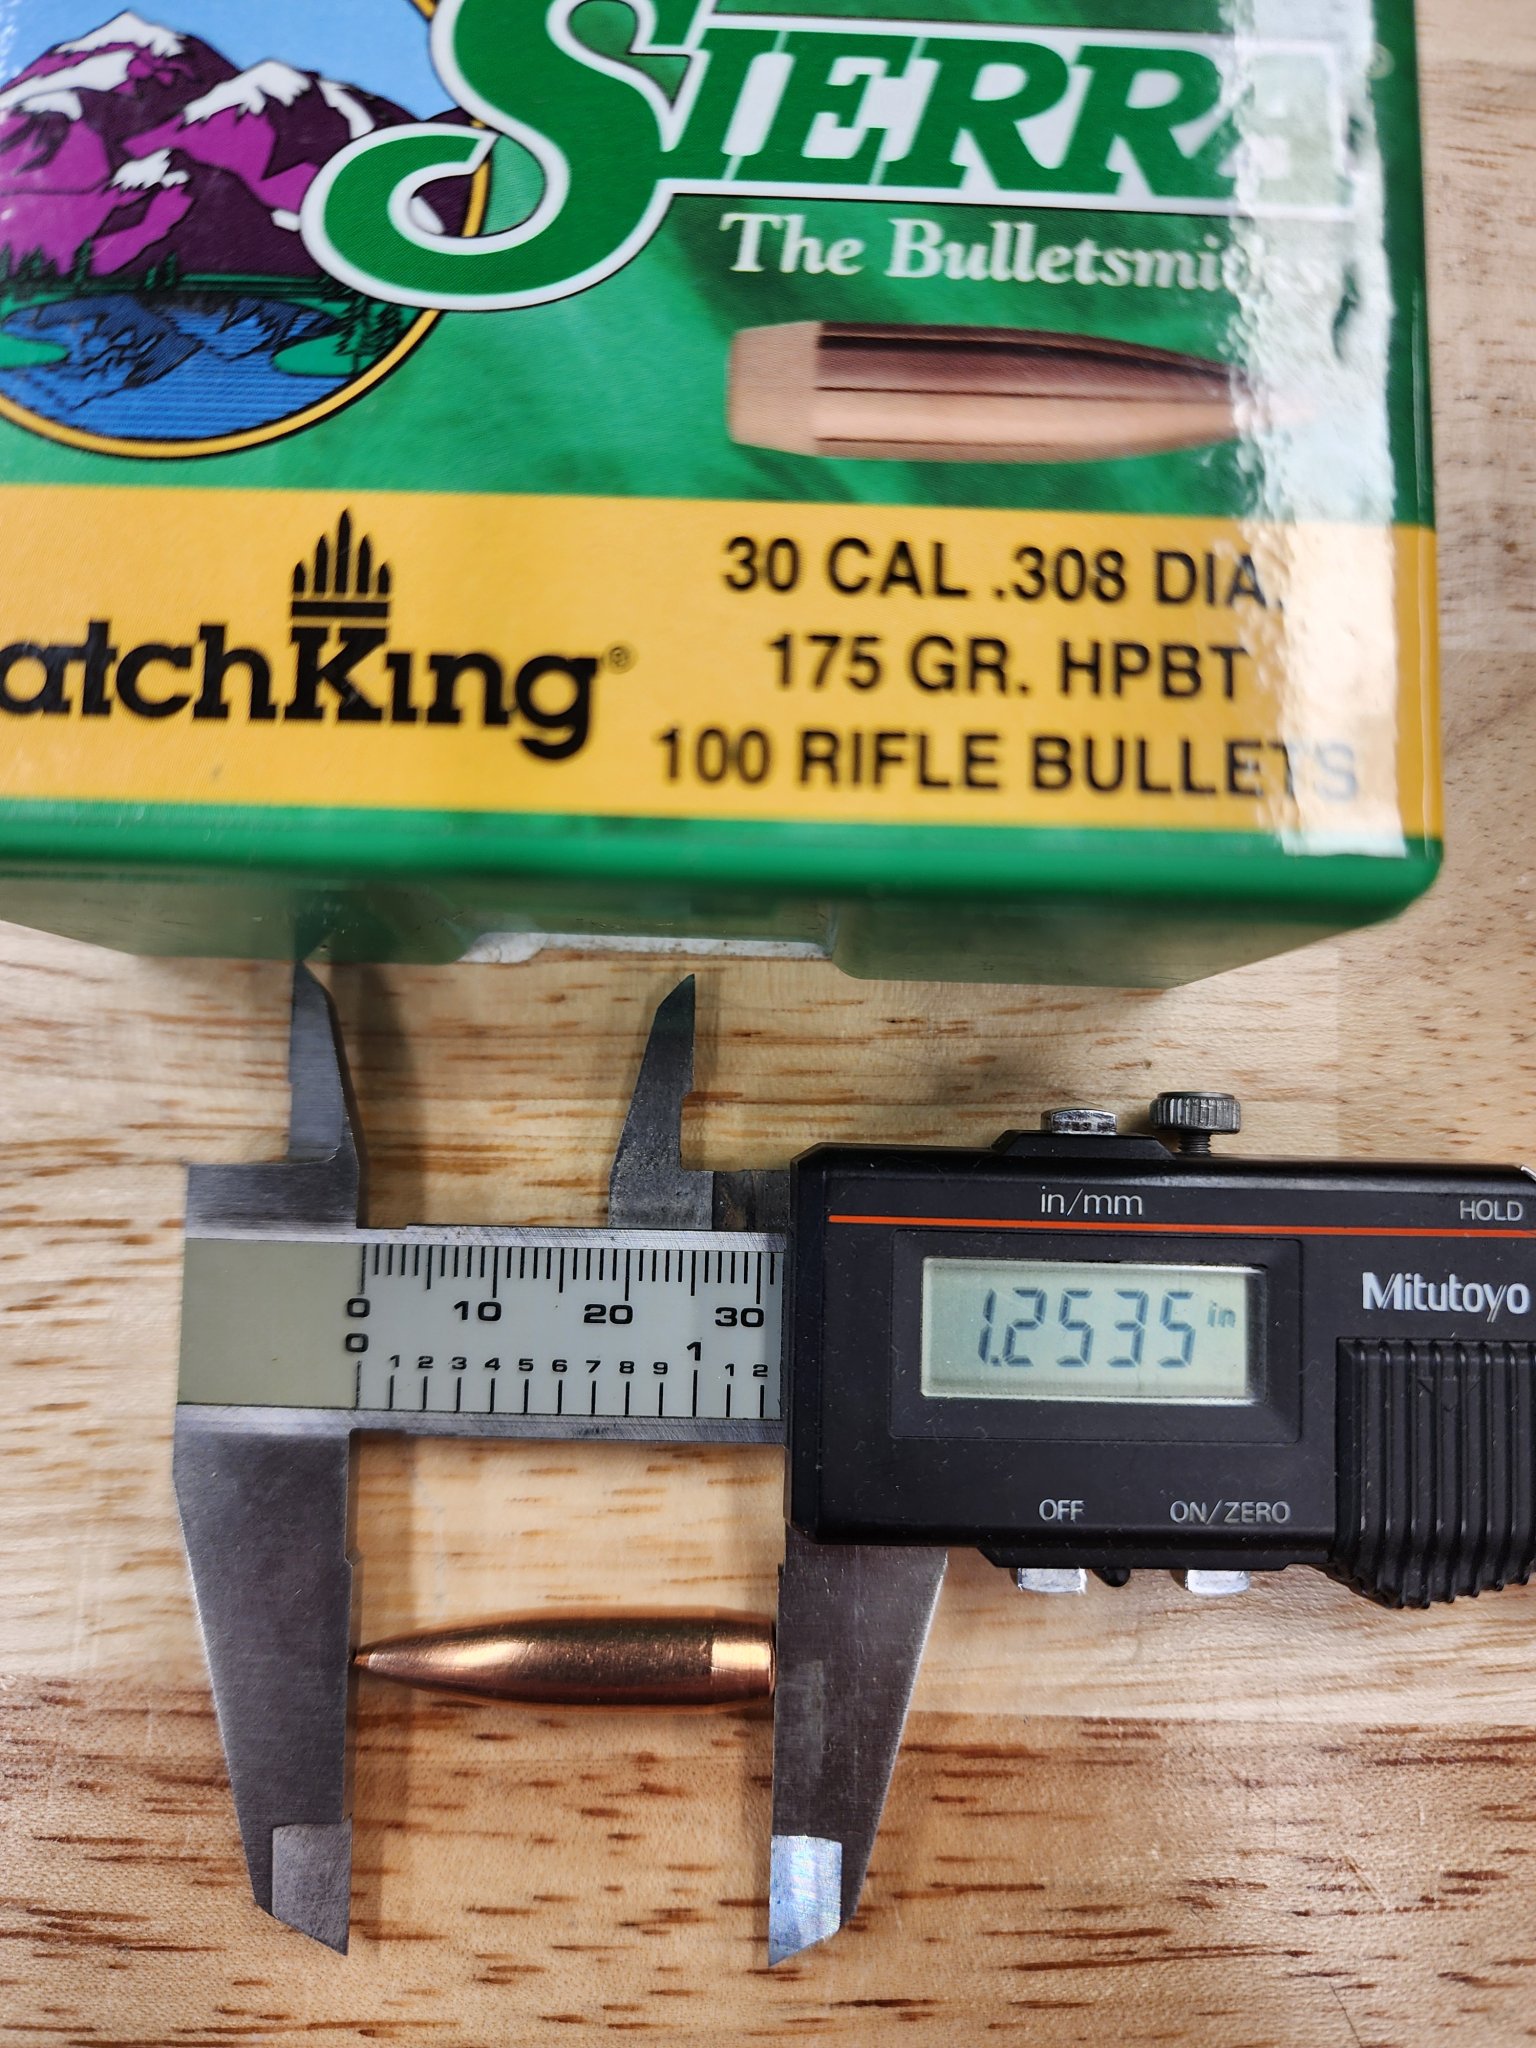 SIERRA®
The Bulletsmiths
atchKing®
30 CAL .308 DIA.
175 GR. HPBT
100 RIFLE BULLETS
in/mm
HOLD
Mitutoyo
1.2535 in
OFF
ON/ZERO
0 10 20 30
0 1 2 3 4 5 6 7 8 9 1 1 2